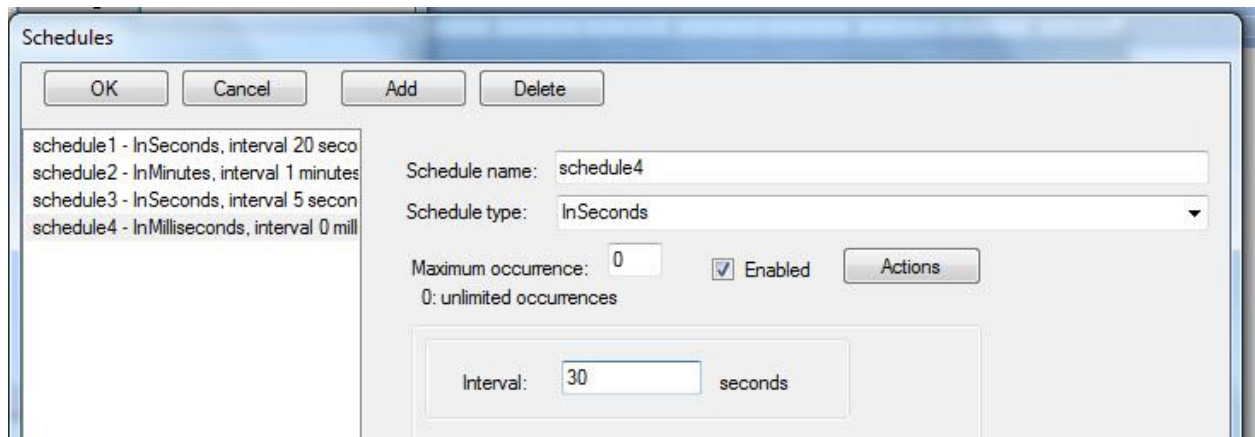 Schedules
OK Cancel Add Delete
schedule1 - InSeconds, interval 20 seco
schedule2 - InMinutes, interval 1 minutes
schedule3 - InSeconds, interval 5 secon
schedule4 - InMilliseconds, interval 0 mill
Schedule name: schedule4
Schedule type: InSeconds
Maximum occurrence: 0 Enabled Actions
0: unlimited occurrences
Interval: 30 seconds